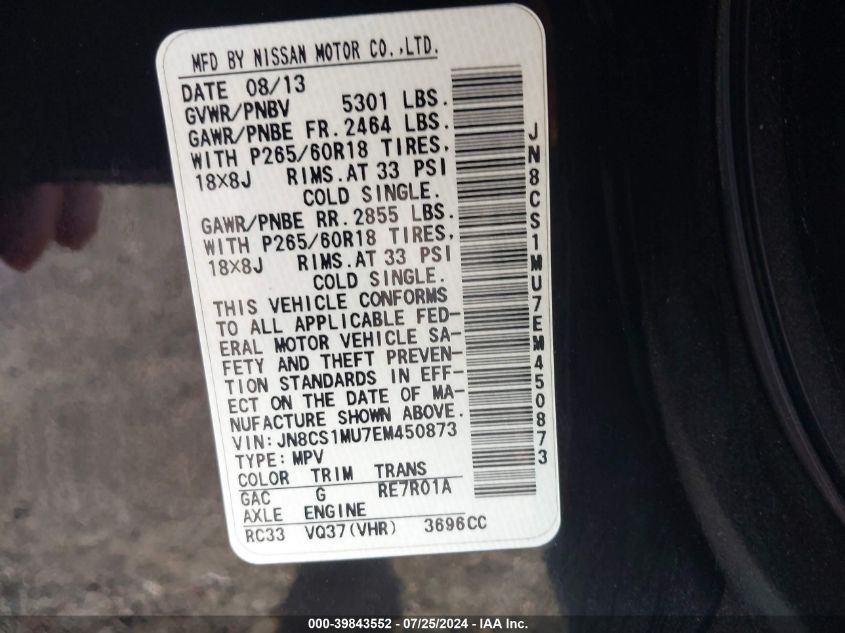 MFD BY NISSAN MOTOR CO.,LTD.
DATE 08/13
GVWR/PNBV 5301 LBS.
GAWR/PNBE FR. 2464 LBS.
WITH P265/60R18 TIRES.
18X8J RIMS.AT 33 PSI
COLD SINGLE.
GAWR/PNBE RR. 2855 LBS.
WITH P265/60R18 TIRES.
18X8J RIMS.AT 33 PSI
COLD SINGLE.
THIS VEHICLE CONFORMS
TO ALL APPLICABLE FED-
ERAL MOTOR VEHICLE SA-
FETY AND THEFT PREVEN-
TION STANDARDS IN EFF-
ECT ON THE DATE OF MA-
NUFACTURE SHOWN ABOVE.
VIN: JN8CS1MU7EM450873
TYPE: MPV
COLOR TRIM TRANS
GAC G RE7R01A
AXLE ENGINE
RC33 VQ37(VHR) 3696CC
JN8CS1MU7EM450873
000-39843552 - 07/25/2024 - IAA Inc.